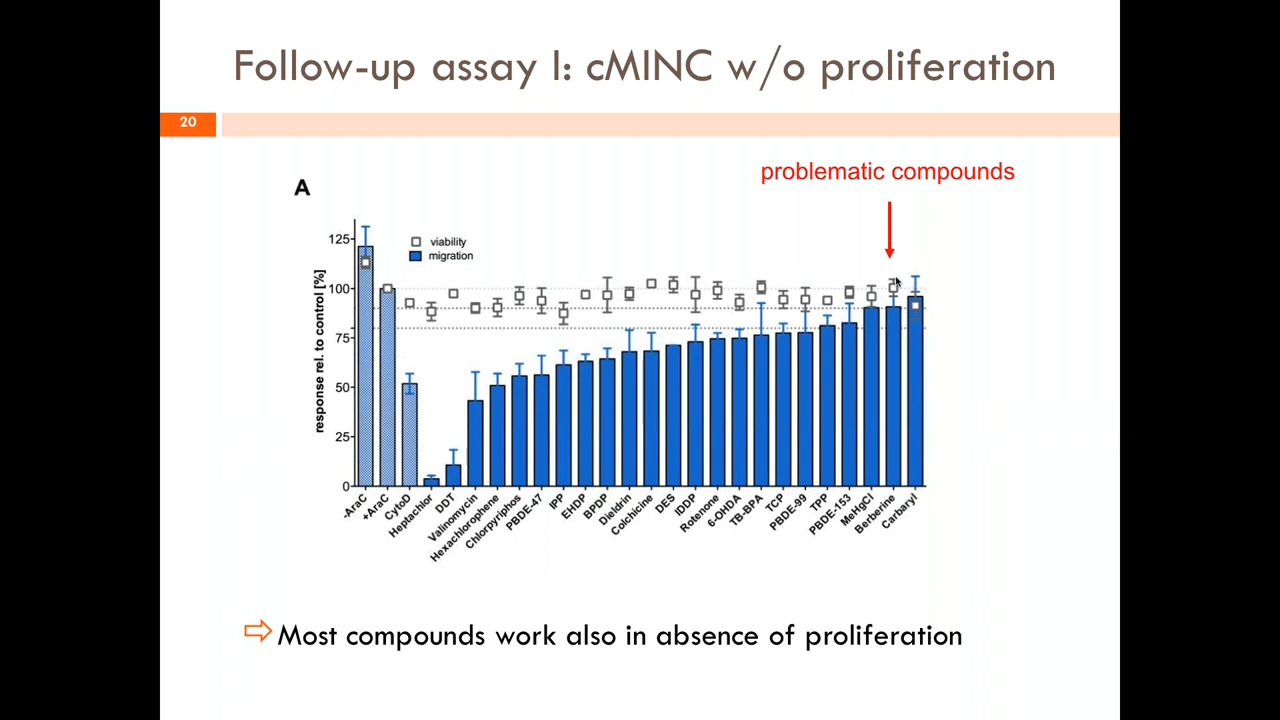 Follow-up assay I: cMINC w/o proliferation
20
problematic compounds
A
viability
migration
response rel. to control [%]
125
100
75
50
25
0
-AraC
+AraC
CytoD
Heptachlor
DDT
Valinomycin
Hexachlorophene
Chlorpyriphos
PBDE-47
IPP
EHDP
BPDP
Dieldrin
Colchicine
DES
IDDP
Rotenone
6-OHDA
TB-BPA
TCP
PBDE-99
TPP
PBDE-153
MeHgCl
Berberine
Carbaryl
Most compounds work also in absence of proliferation